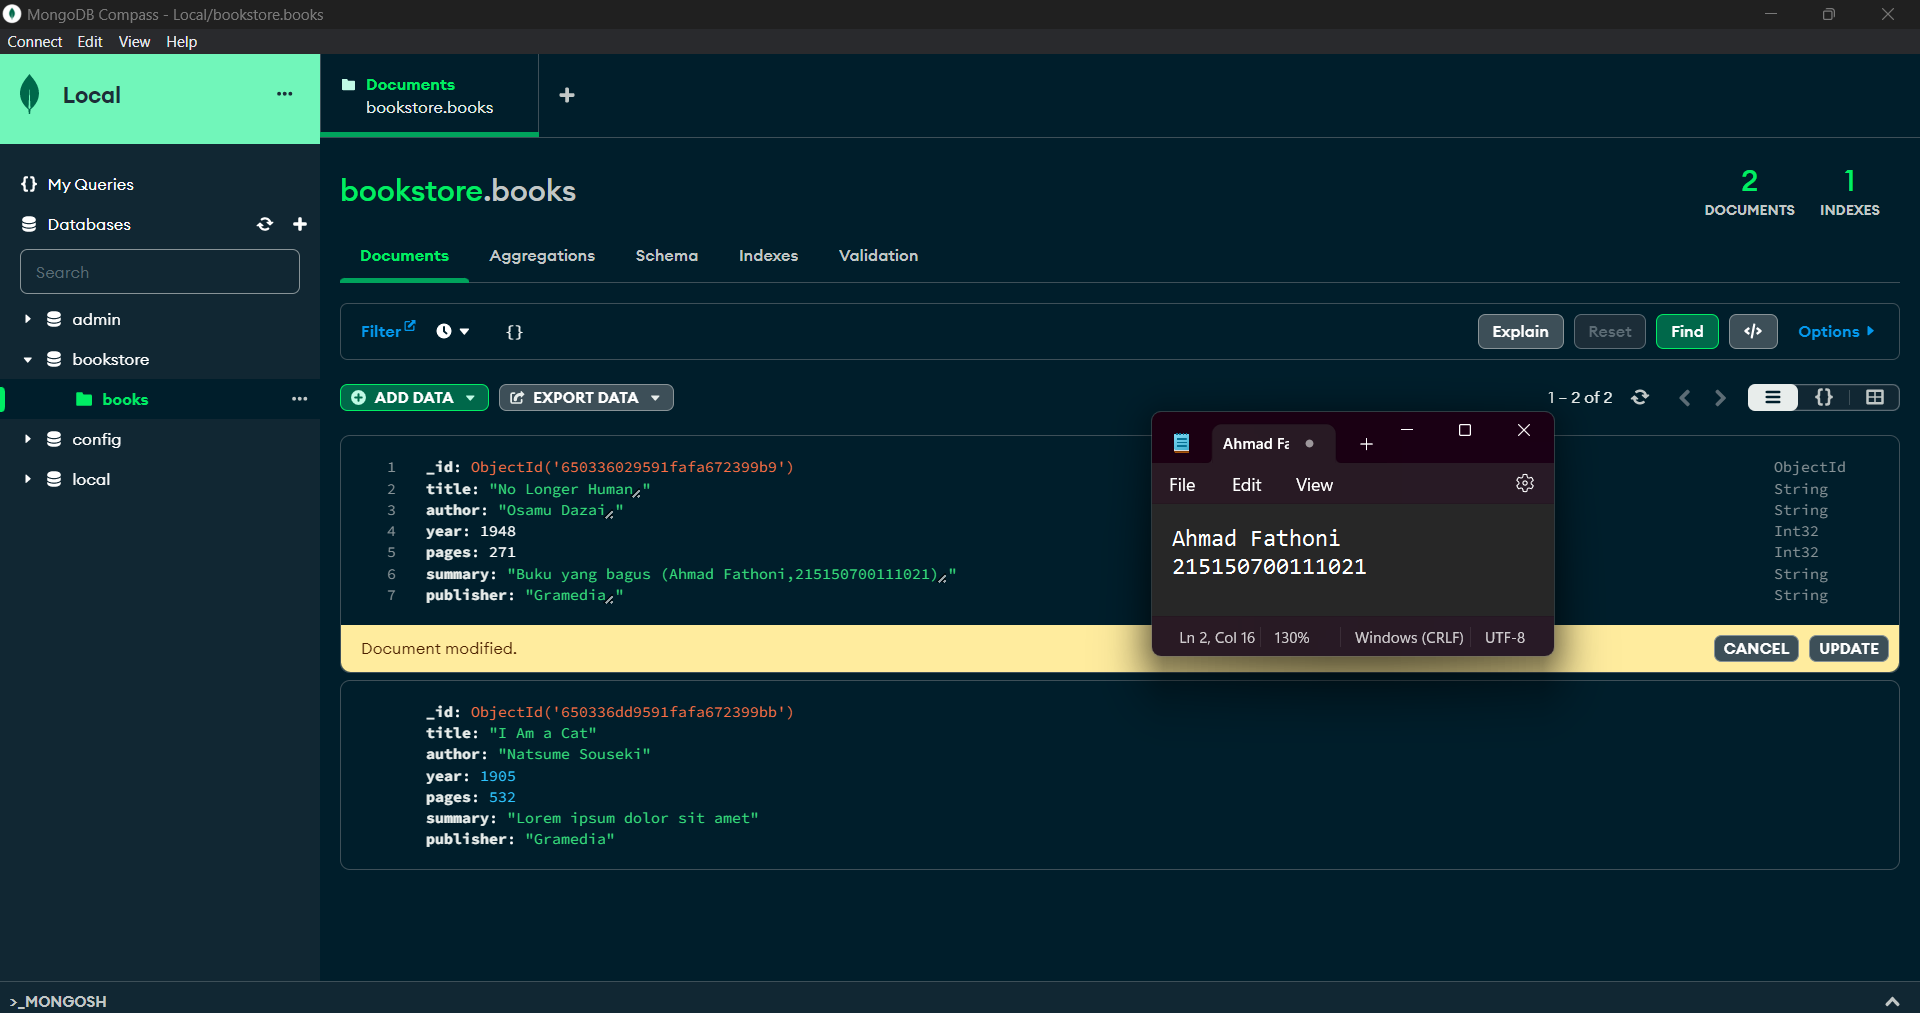 MongoDB Compass - Local/bookstore.books
Connect Edit View Help
Local
Documents
bookstore.books
My Queries
Databases
Search
admin
bookstore
books
config
local
bookstore.books
2
DOCUMENTS
1
INDEXES
Documents Aggregations Schema Indexes Validation
Filter {} Explain Reset Find </> Options
ADD DATA EXPORT DATA 1 – 2 of 2 {}
1 _id: ObjectId('650336029591fafa672399b9') ObjectId
2 title: "No Longer Human" String
3 author: "Osamu Dazai" String
4 year: 1948 Int32
5 pages: 271 Int32
6 summary: "Buku yang bagus (Ahmad Fathoni,215150700111021)" String
7 publisher: "Gramedia" String
Document modified. CANCEL UPDATE
_id: ObjectId('650336dd9591fafa672399bb')
title: "I Am a Cat"
author: "Natsume Souseki"
year: 1905
pages: 532
summary: "Lorem ipsum dolor sit amet"
publisher: "Gramedia"
Ahmad Fa
File Edit View
Ahmad Fathoni
215150700111021
Ln 2, Col 16 130% Windows (CRLF) UTF-8
>_MONGOSH